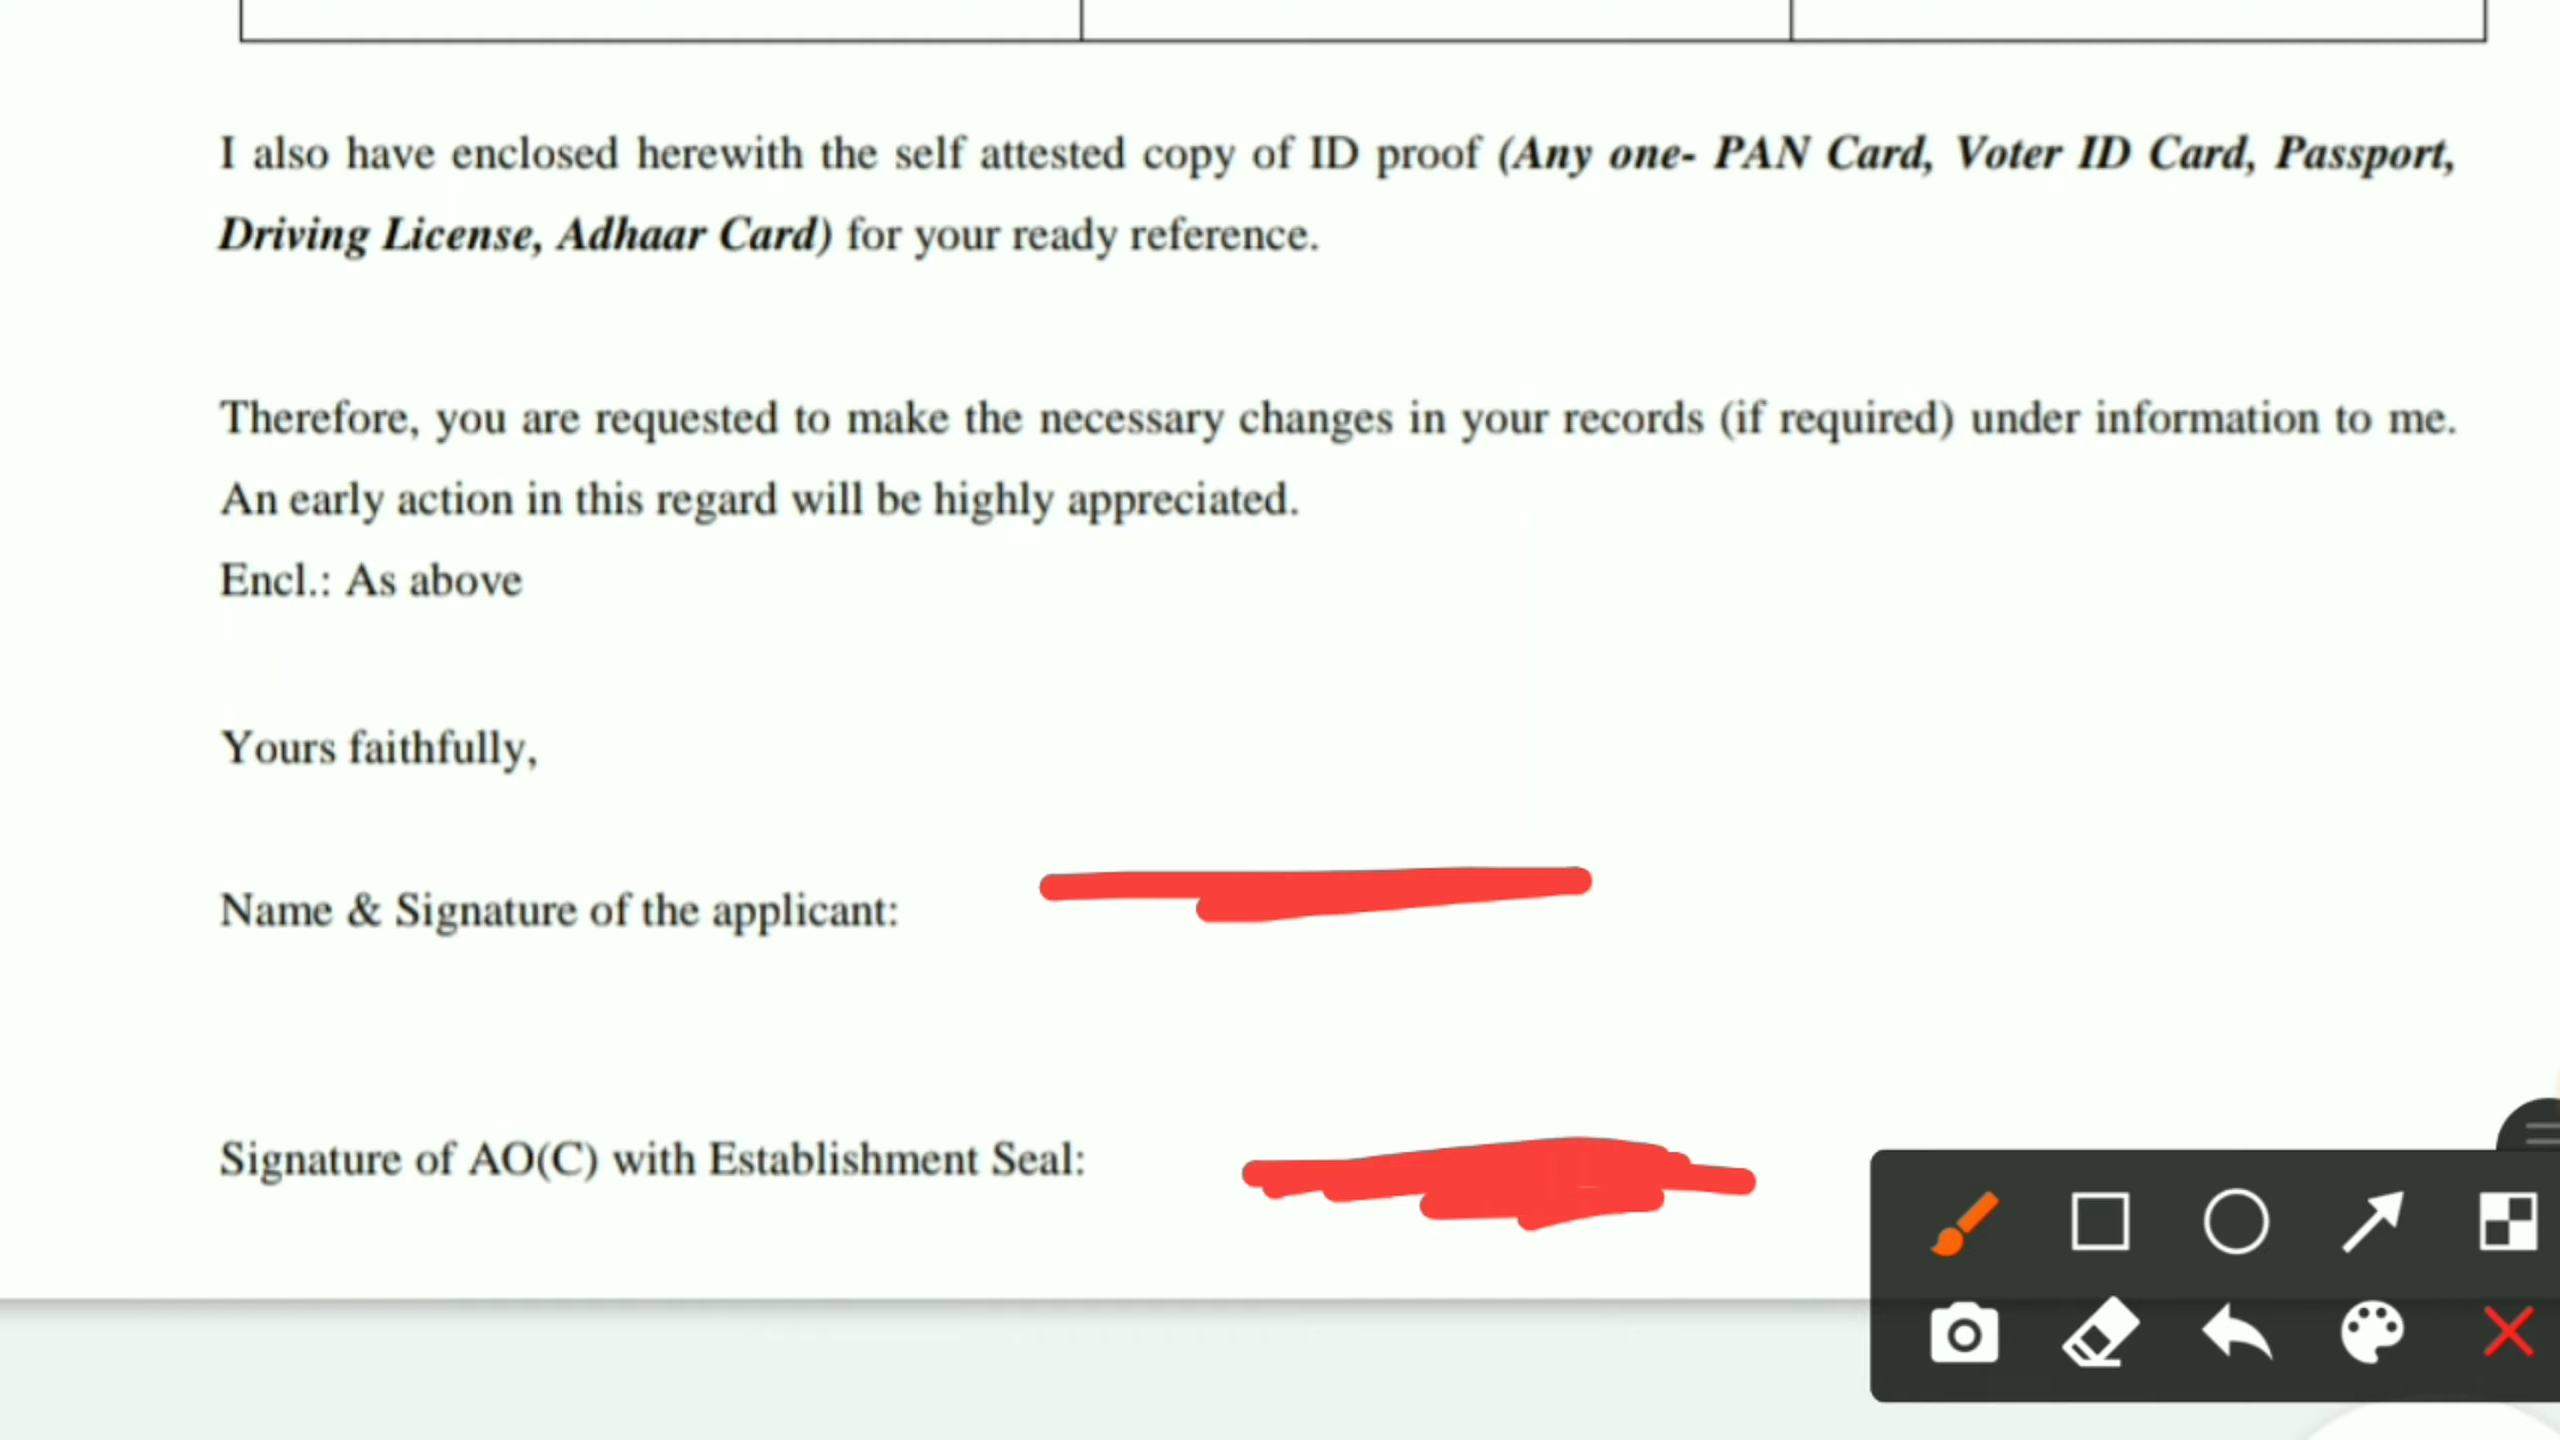 I also have enclosed herewith the self attested copy of ID proof (Any one- PAN Card, Voter ID Card, Passport,
Driving License, Adhaar Card) for your ready reference.
Therefore, you are requested to make the necessary changes in your records (if required) under information to me.
An early action in this regard will be highly appreciated.
Encl.: As above
Yours faithfully,
Name & Signature of the applicant:
Signature of AO(C) with Establishment Seal: